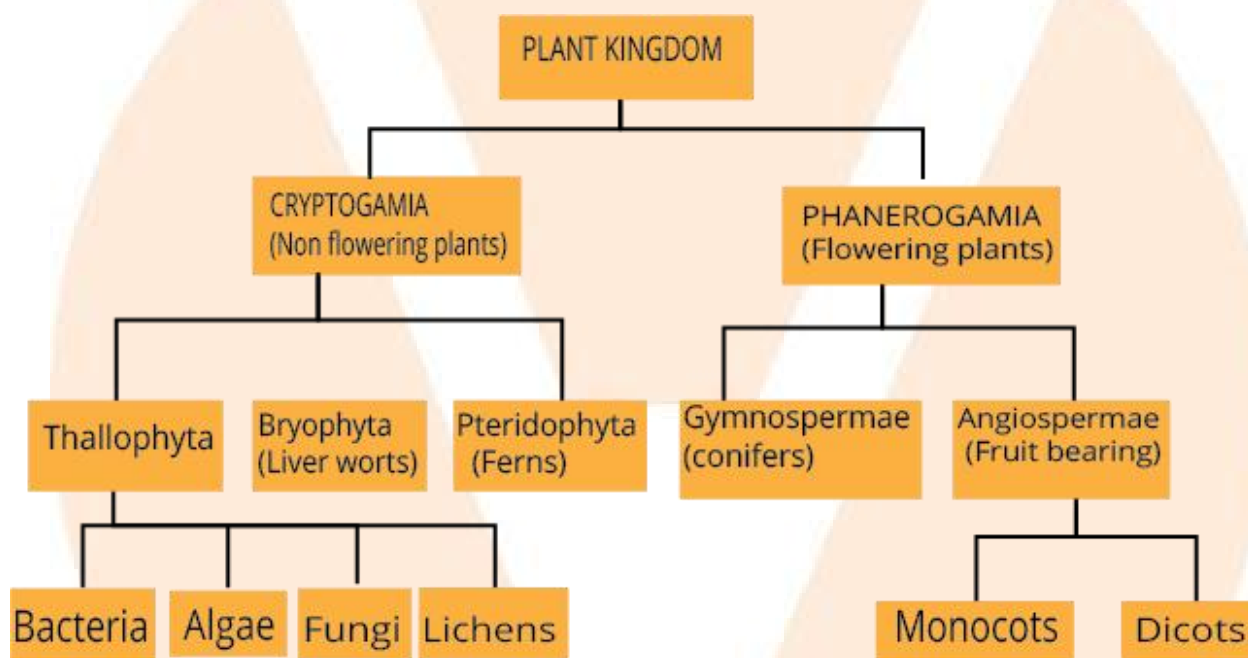 PLANT KINGDOM
CRYPTOGAMIA
(Non flowering plants)
PHANEROGAMIA
(Flowering plants)
Thallophyta
Bryophyta
(Liver worts)
Pteridophyta
(Ferns)
Gymnospermae
(conifers)
Angiospermae
(Fruit bearing)
Bacteria
Algae
Fungi
Lichens
Monocots
Dicots